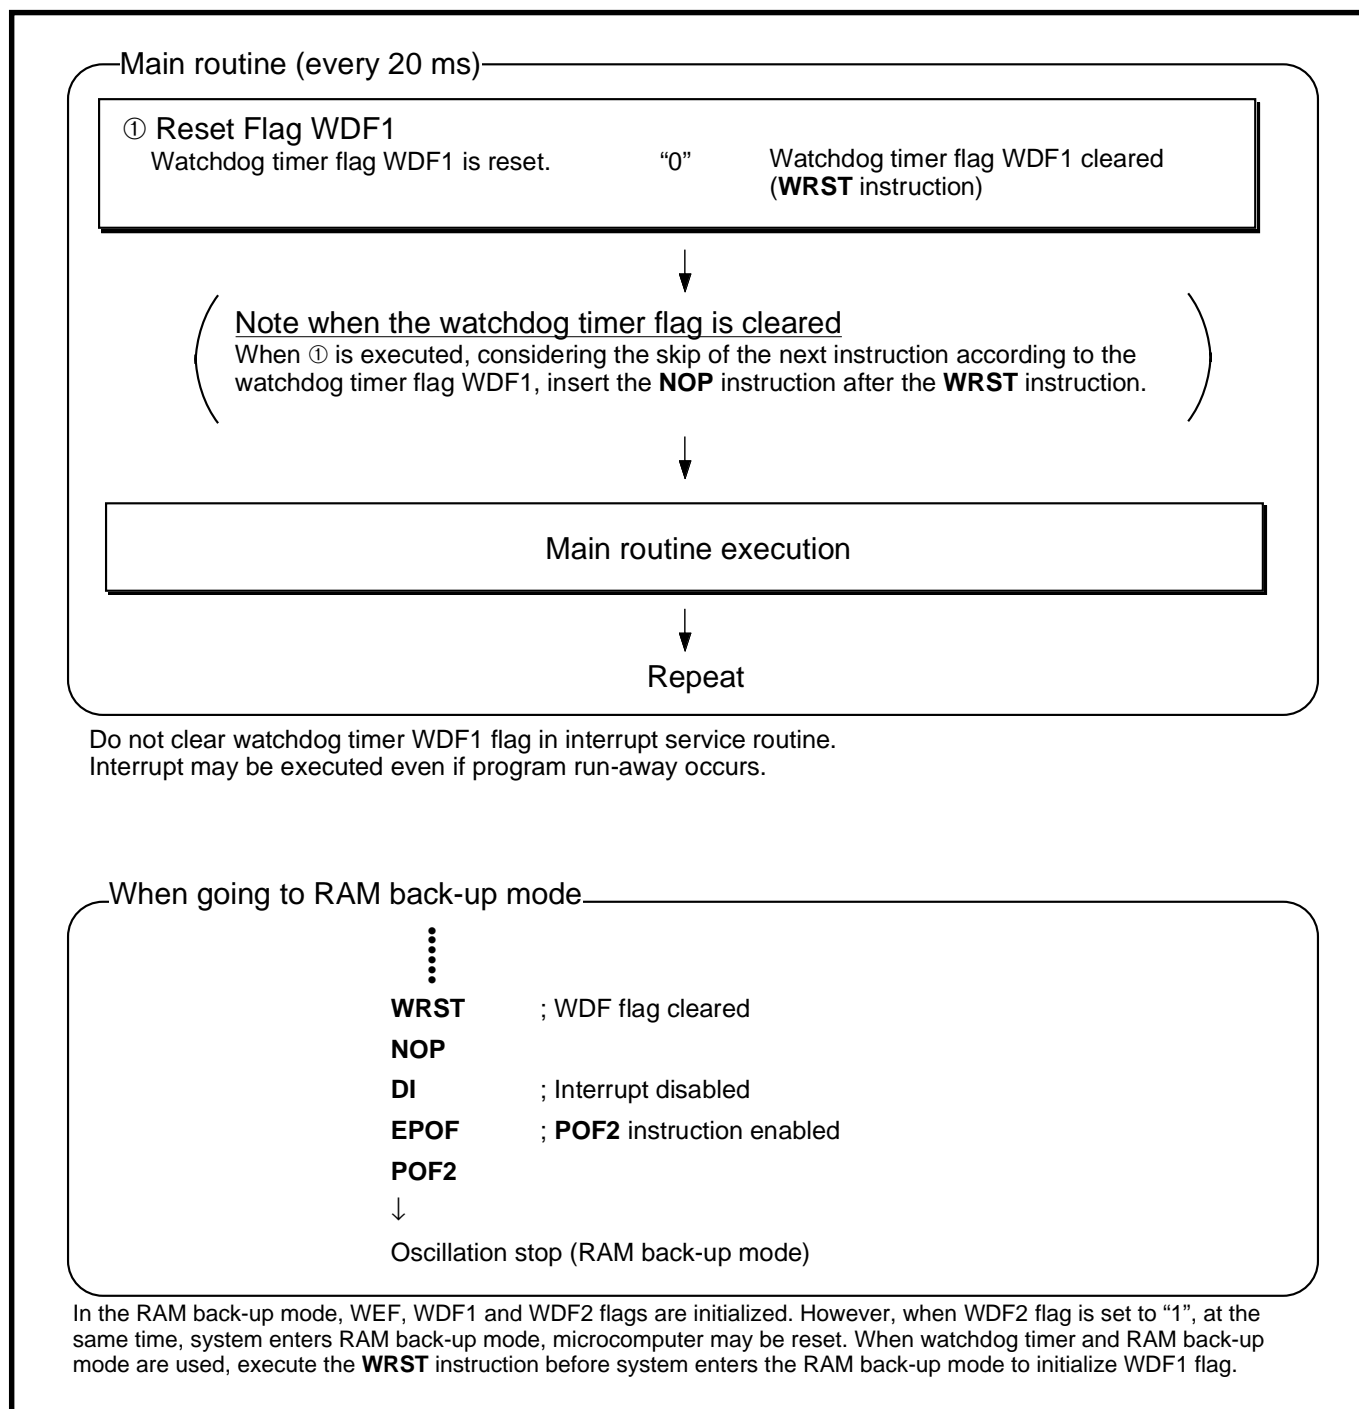 Main routine (every 20 ms)
① Reset Flag WDF1
Watchdog timer flag WDF1 is reset. “0” Watchdog timer flag WDF1 cleared
(WRST instruction)
Note when the watchdog timer flag is cleared
When ① is executed, considering the skip of the next instruction according to the
watchdog timer flag WDF1, insert the NOP instruction after the WRST instruction.
Main routine execution
Repeat
Do not clear watchdog timer WDF1 flag in interrupt service routine.
Interrupt may be executed even if program run-away occurs.
When going to RAM back-up mode
WRST ; WDF flag cleared
NOP
DI ; Interrupt disabled
EPOF ; POF2 instruction enabled
POF2
↓
Oscillation stop (RAM back-up mode)
In the RAM back-up mode, WEF, WDF1 and WDF2 flags are initialized. However, when WDF2 flag is set to “1”, at the
same time, system enters RAM back-up mode, microcomputer may be reset. When watchdog timer and RAM back-up
mode are used, execute the WRST instruction before system enters the RAM back-up mode to initialize WDF1 flag.